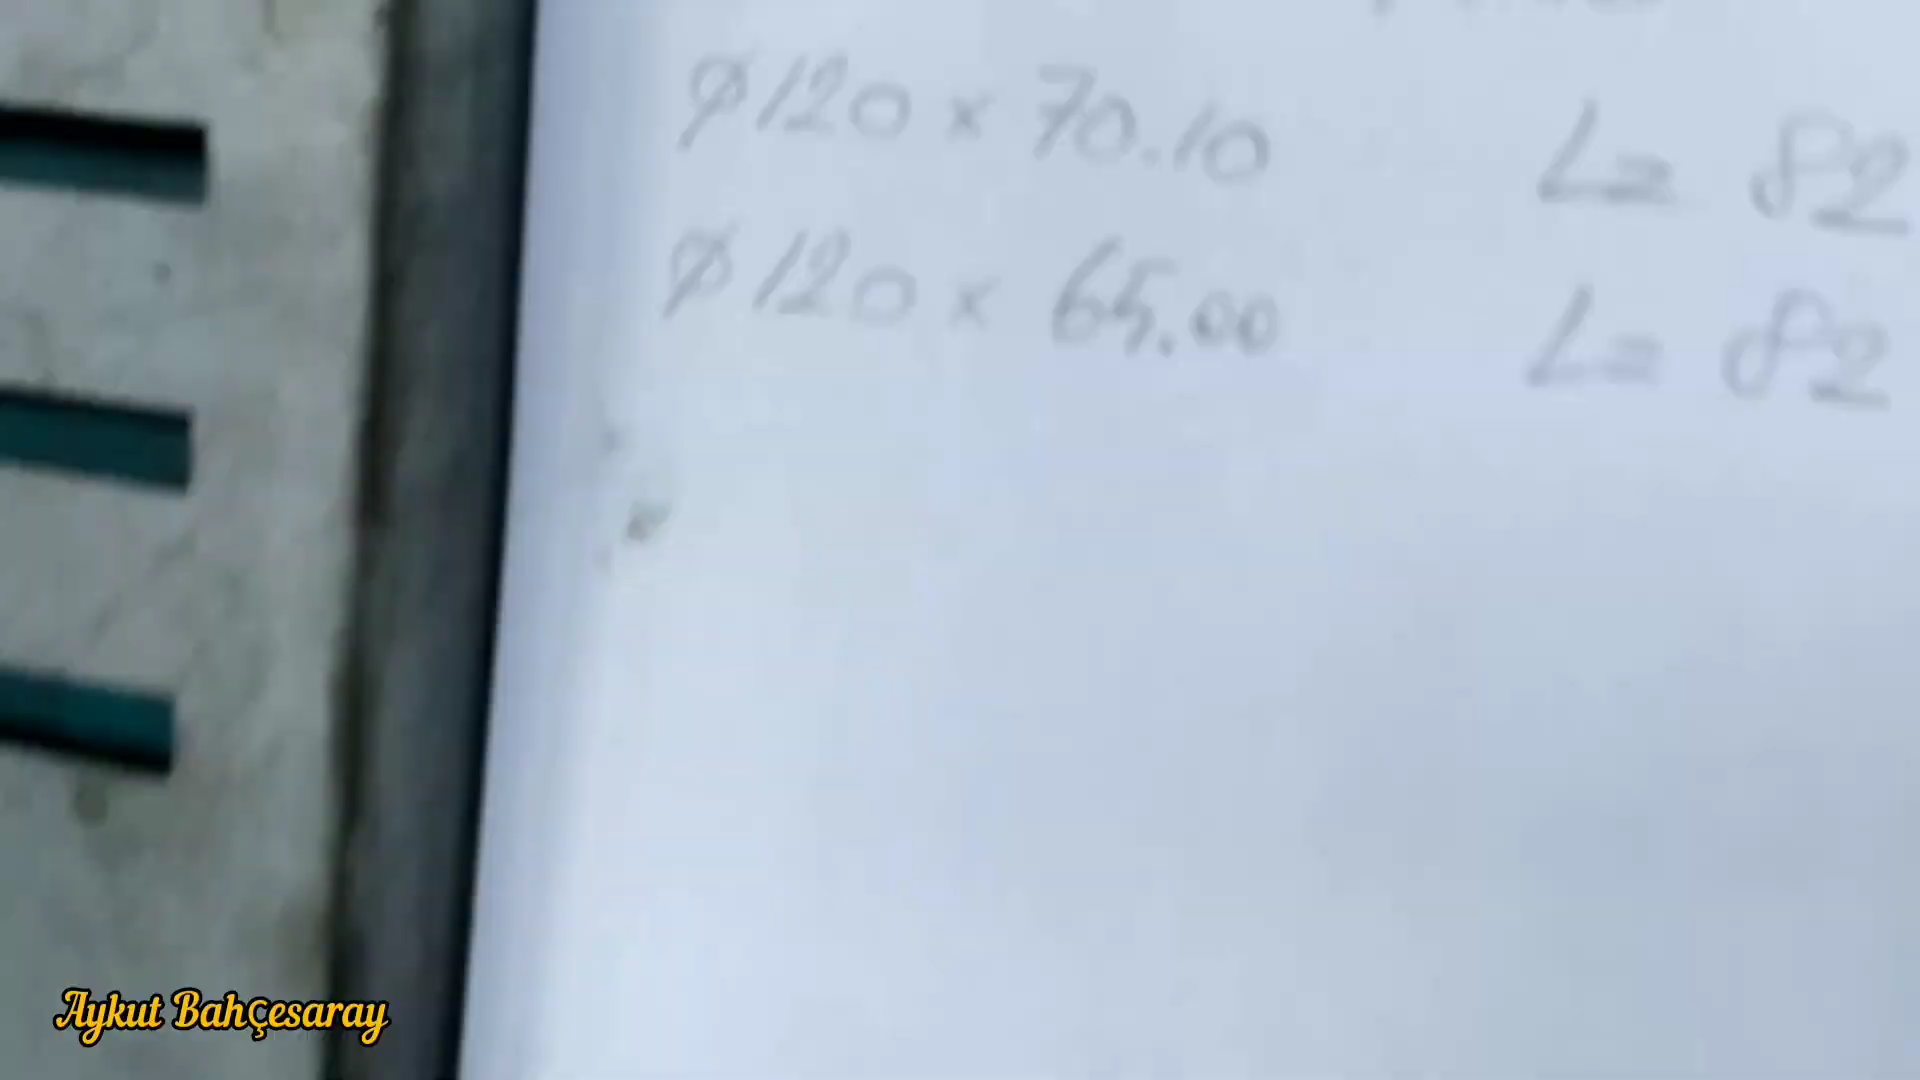 Ø120 x 70.10 L= 82
Ø120 x 65.00 L= 82
Aykut Bahçesaray